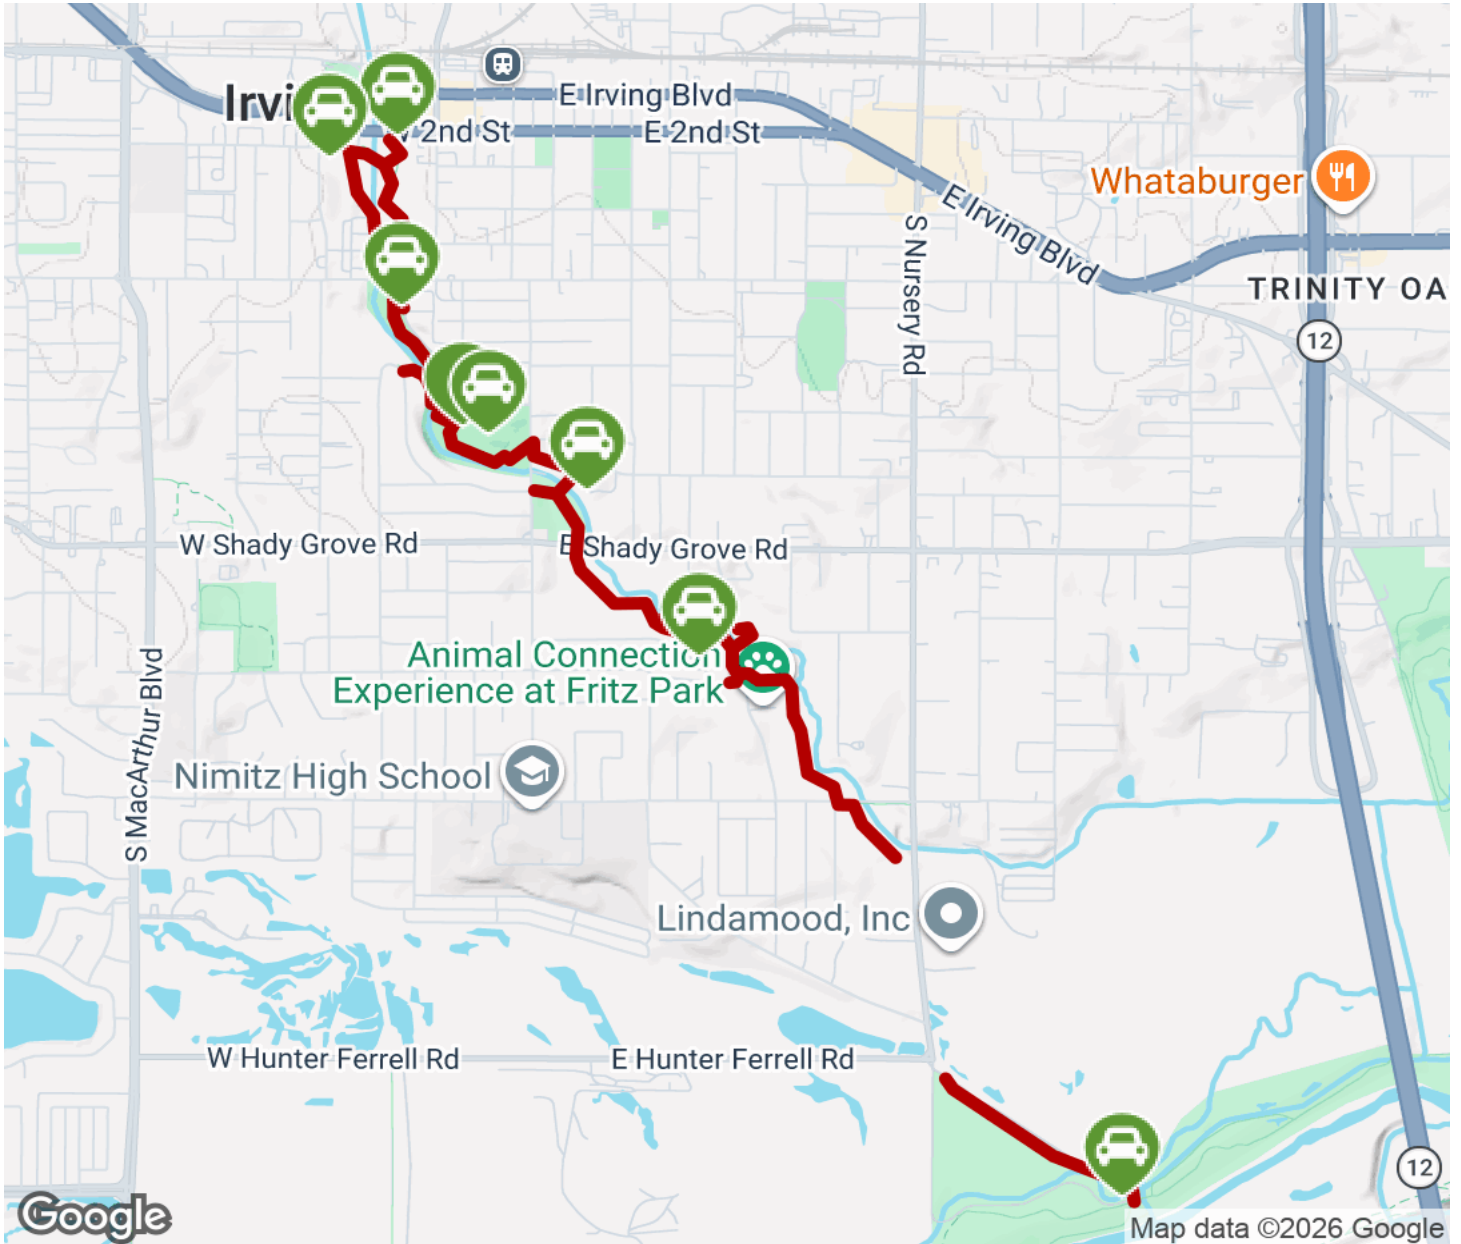 E Irving Blvd
Irvi
2nd St
E 2nd St
Whataburger
E Irving Blvd
S Nursery Rd
TRINITY OA
12
W Shady Grove Rd
E Shady Grove Rd
Animal Connection
Experience at Fritz Park
S MacArthur Blvd
Nimitz High School
Lindamood, Inc
W Hunter Ferrell Rd
E Hunter Ferrell Rd
12
Google
Map data ©2026 Google